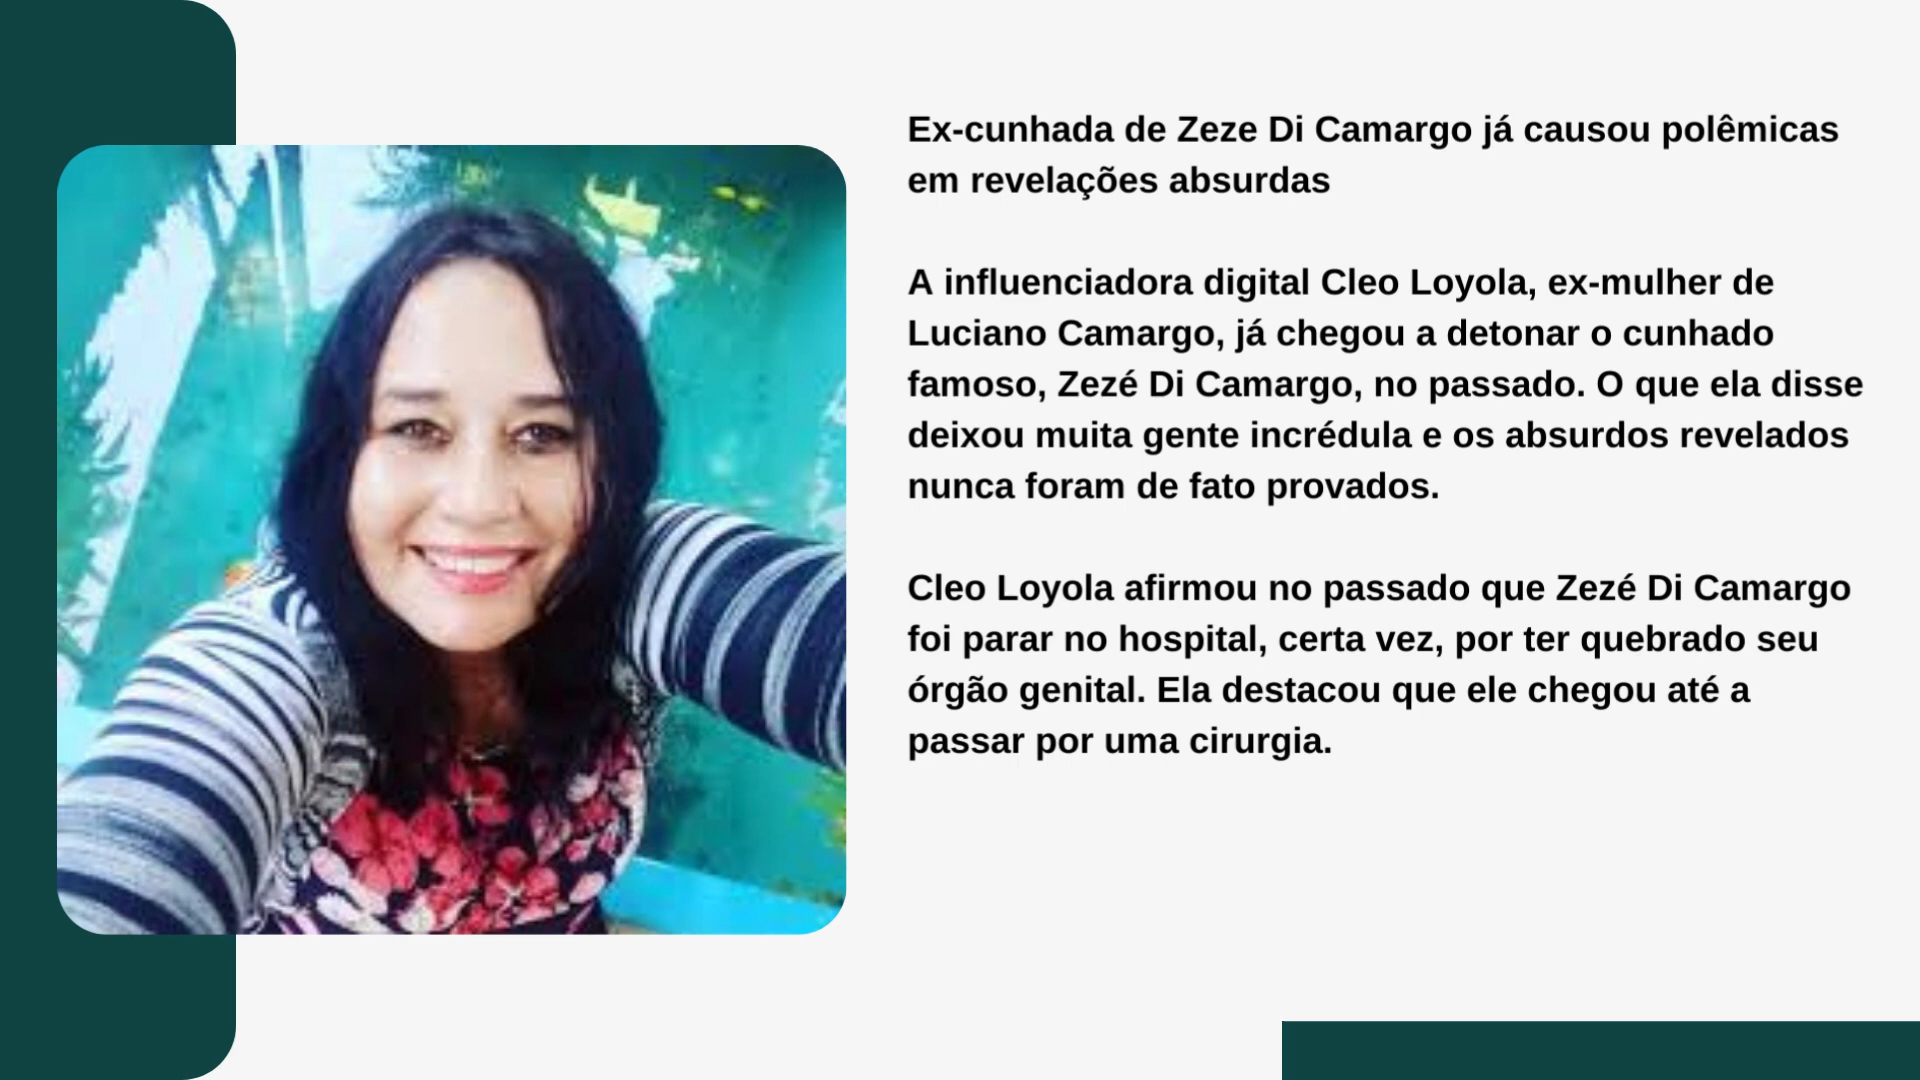 Ex-cunhada de Zeze Di Camargo já causou polêmicas
em revelações absurdas
A influenciadora digital Cleo Loyola, ex-mulher de
Luciano Camargo, já chegou a detonar o cunhado
famoso, Zezé Di Camargo, no passado. O que ela disse
deixou muita gente incrédula e os absurdos revelados
nunca foram de fato provados.
Cleo Loyola afirmou no passado que Zezé Di Camargo
foi parar no hospital, certa vez, por ter quebrado seu
órgão genital. Ela destacou que ele chegou até a
passar por uma cirurgia.